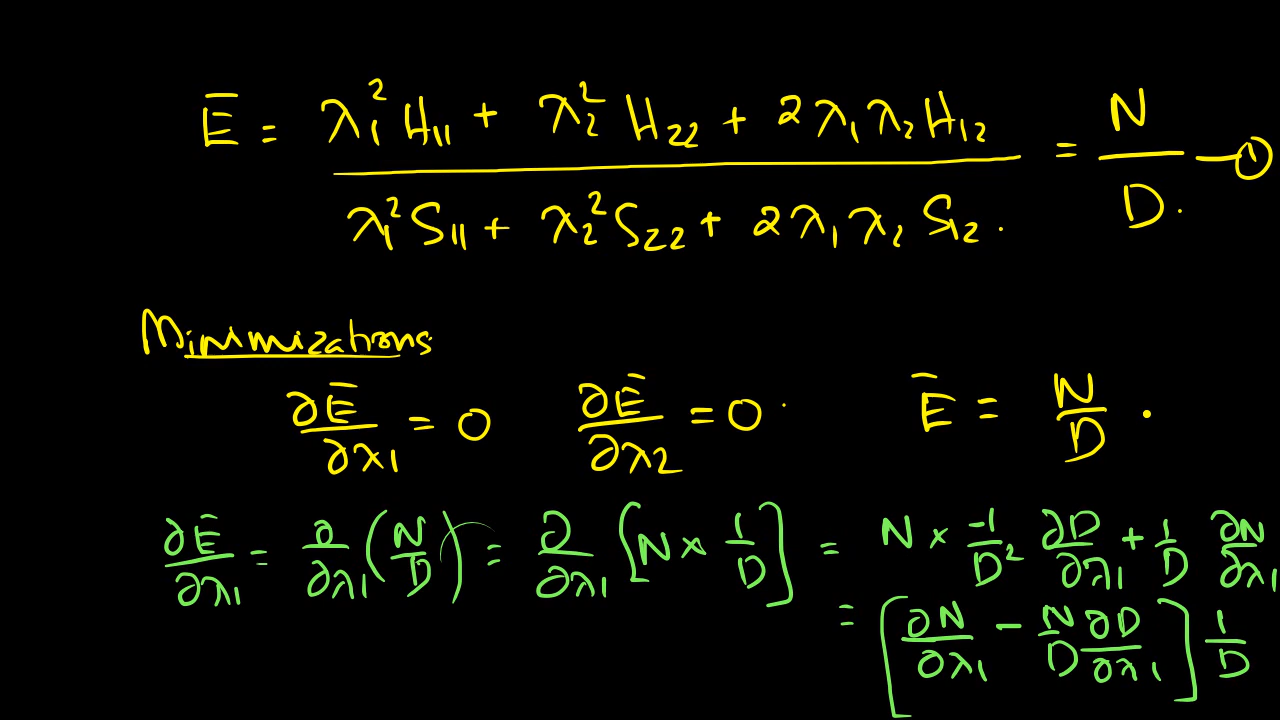 Ē = (λ₁² H₁₁ + λ₂² H₂₂ + 2λ₁λ₂H₁₂) / (λ₁² S₁₁ + λ₂² S₂₂ + 2λ₁λ₂ S₁₂.) = N / D. —①
Minimizations
∂Ē/∂λ₁ = 0 ∂Ē/∂λ₂ = 0 · Ē = N/D .
∂Ē/∂λ₁ = ∂/∂λ₁ (N/D) = ∂/∂λ₁ [N × 1/D] = N × -1/D² ∂D/∂λ₁ + 1/D ∂N/∂λ₁
= [∂N/∂λ₁ − N/D ∂D/∂λ₁] 1/D